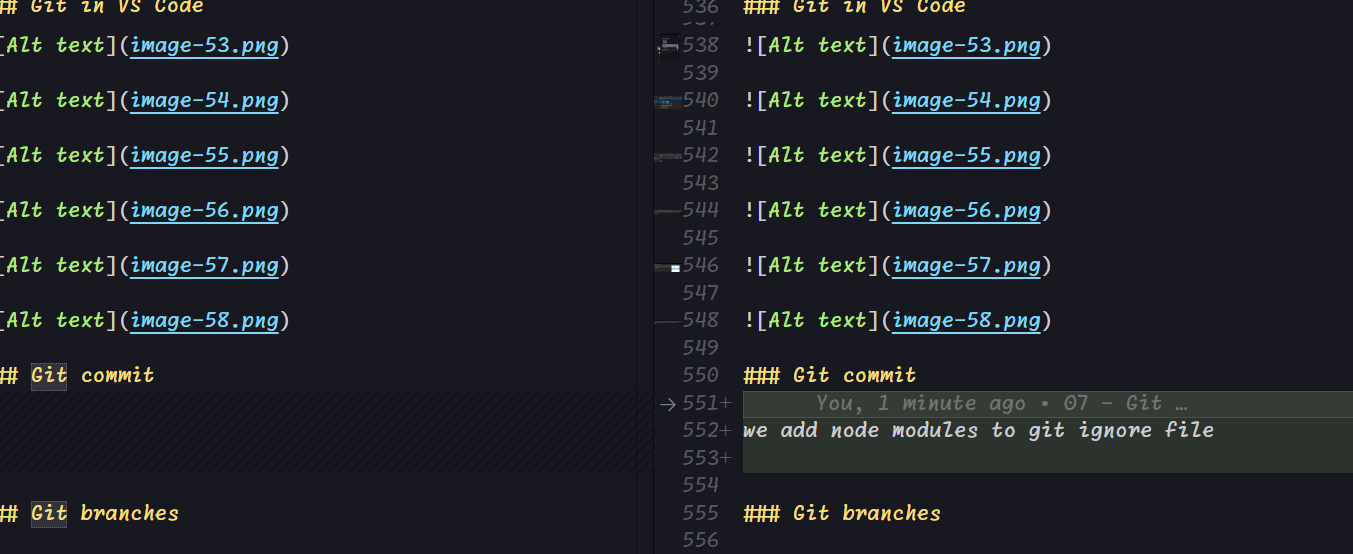 ## Git in VS Code
[Alt text](image-53.png)
[Alt text](image-54.png)
[Alt text](image-55.png)
[Alt text](image-56.png)
[Alt text](image-57.png)
[Alt text](image-58.png)
## Git commit
## Git branches
536 ### Git in VS Code
537
538 ![Alt text](image-53.png)
539
540 ![Alt text](image-54.png)
541
542 ![Alt text](image-55.png)
543
544 ![Alt text](image-56.png)
545
546 ![Alt text](image-57.png)
547
548 ![Alt text](image-58.png)
549
550 ### Git commit
→ 551+ You, 1 minute ago • 07 - Git …
552+ we add node modules to git ignore file
553+
554
555 ### Git branches
556